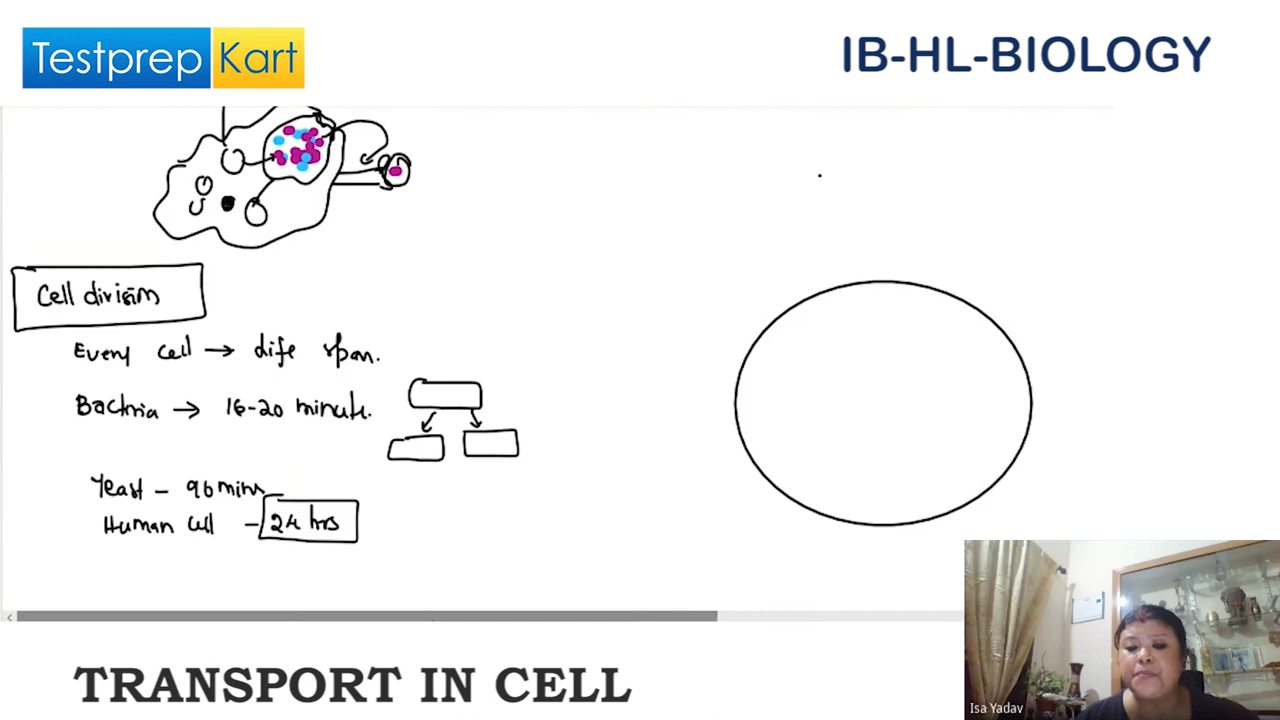 Testprep Kart
IB-HL-BIOLOGY
Cell division
Every cell → life span.
Bactria → 16-20 minute.
Yeast - 90 mins
Human cell - 24 hrs
TRANSPORT IN CELL
Isa Yadav